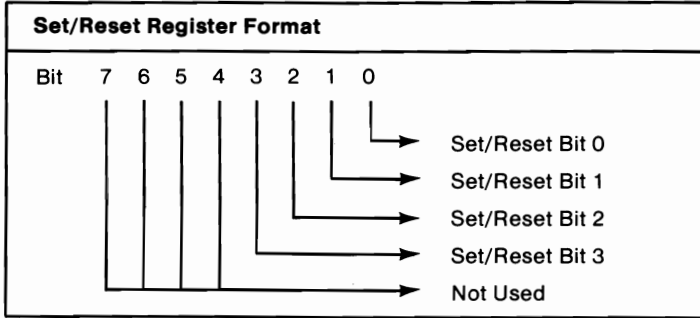 Set/Reset Register Format
Bit 7 6 5 4 3 2 1 0
Set/Reset Bit 0
Set/Reset Bit 1
Set/Reset Bit 2
Set/Reset Bit 3
Not Used